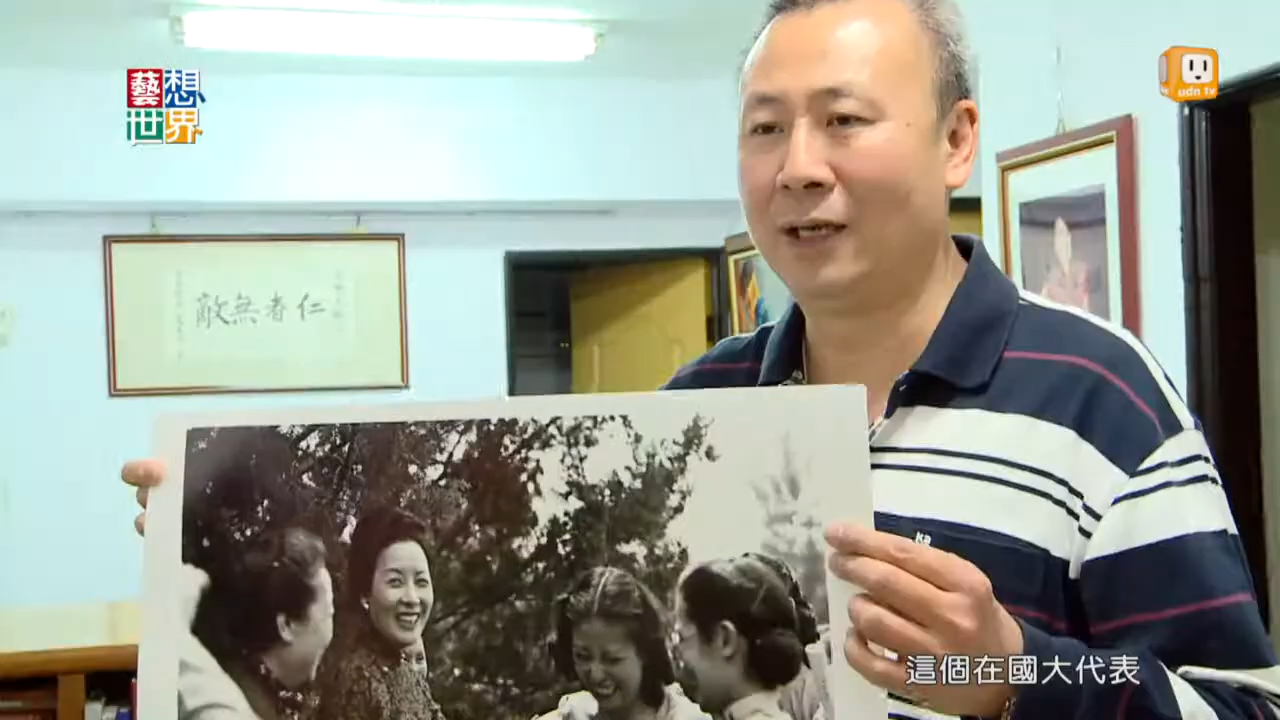 藝想
世界
udn tv
仁者無敵
這個在國大代表